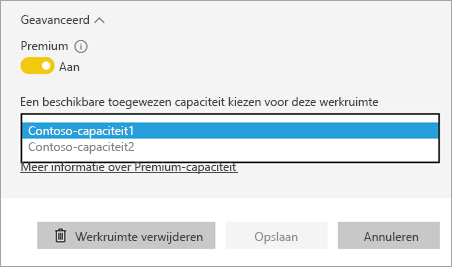 Geavanceerd
Premium
Aan
Een beschikbare toegewezen capaciteit kiezen voor deze werkruimte
Contoso-capaciteit1
Contoso-capaciteit2
Meer informatie over Premium-capaciteit
Werkruimte verwijderen Opslaan Annuleren